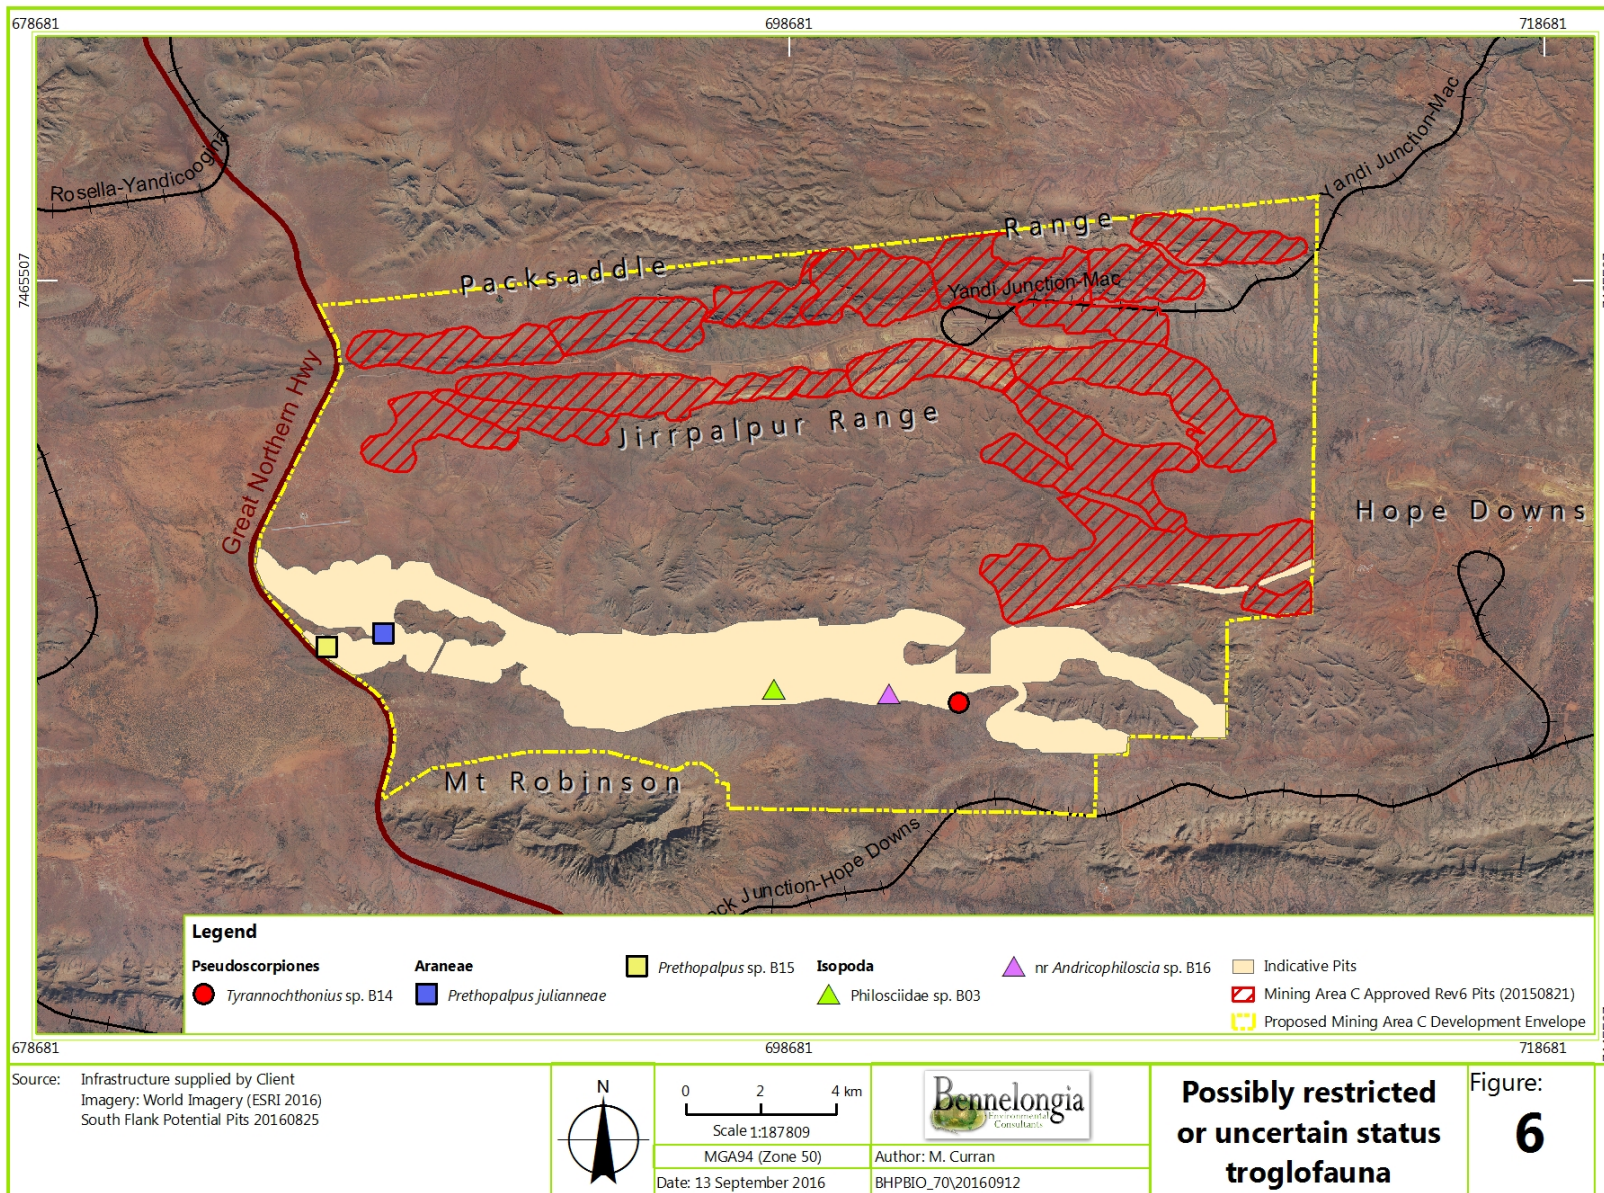 678681
698681
718681
Yandi Junction-Mac
Rosella-Yandicoogina
Range
Packsaddle
7465507
Yandi Junction-Mac
Great Northern Hwy
Jirrpalpur Range
Hope Downs
Mt Robinson
ck Junction-Hope Downs
Legend
Pseudoscorpiones
Tyrannochthonius sp. B14
Araneae
Prethopalpus julianneae
Prethopalpus sp. B15
Isopoda
Philosciidae sp. B03
nr Andricophiloscia sp. B16
Indicative Pits
Mining Area C Approved Rev6 Pits (20150821)
Proposed Mining Area C Development Envelope
678681
698681
718681
Source: Infrastructure supplied by Client
Imagery: World Imagery (ESRI 2016)
South Flank Potential Pits 20160825
N
0 2 4 km
Scale 1:187809
MGA94 (Zone 50)
Date: 13 September 2016
Bennelongia
Environmental
Consultants
Author: M. Curran
BHPBIO_70\20160912
Possibly restricted
or uncertain status
troglofauna
Figure:
6